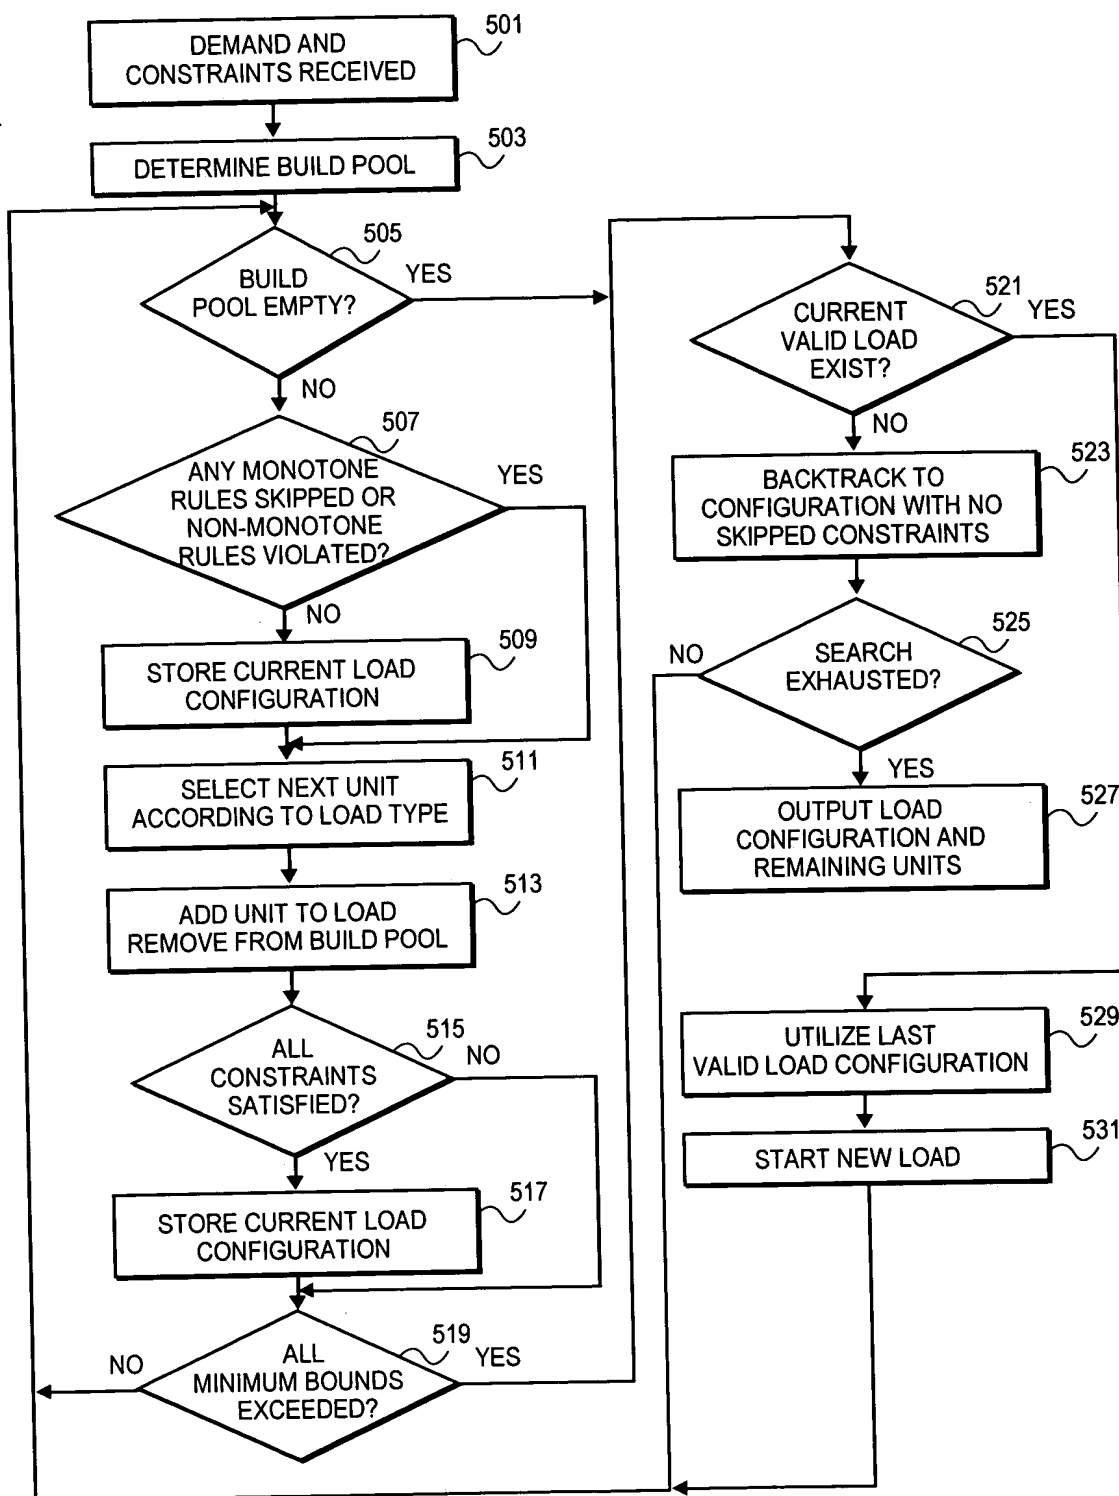 DEMAND AND
CONSTRAINTS RECEIVED
501
DETERMINE BUILD POOL
503
BUILD
POOL EMPTY?
505
YES
NO
ANY MONOTONE
RULES SKIPPED OR
NON-MONOTONE
RULES VIOLATED?
507
YES
NO
STORE CURRENT LOAD
CONFIGURATION
509
SELECT NEXT UNIT
ACCORDING TO LOAD TYPE
511
ADD UNIT TO LOAD
REMOVE FROM BUILD POOL
513
ALL
CONSTRAINTS
SATISFIED?
515
NO
YES
STORE CURRENT LOAD
CONFIGURATION
517
ALL
MINIMUM BOUNDS
EXCEEDED?
519
NO
YES
CURRENT
VALID LOAD
EXIST?
521
YES
NO
BACKTRACK TO
CONFIGURATION WITH NO
SKIPPED CONSTRAINTS
523
SEARCH
EXHAUSTED?
525
NO
YES
OUTPUT LOAD
CONFIGURATION AND
REMAINING UNITS
527
UTILIZE LAST
VALID LOAD CONFIGURATION
529
START NEW LOAD
531